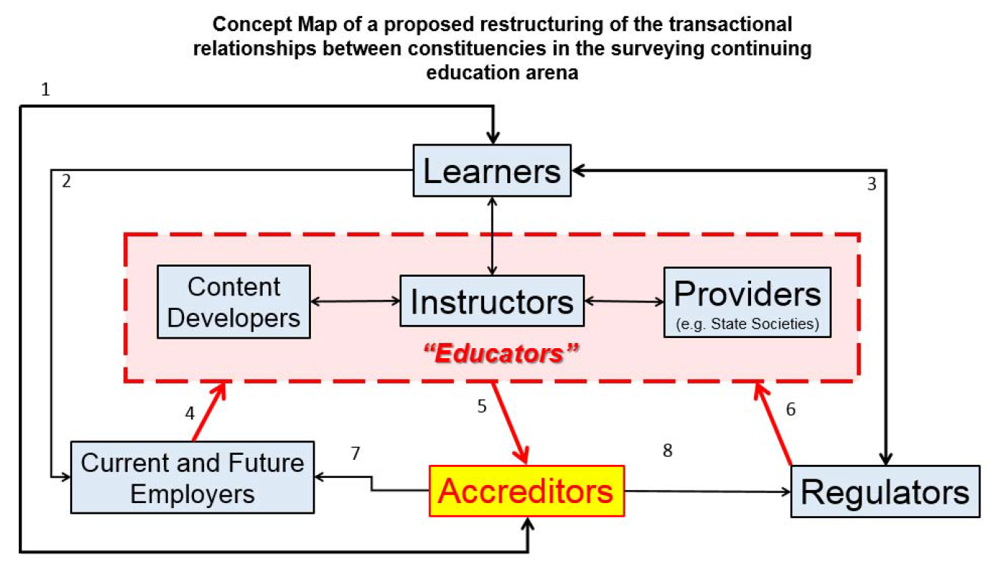 Concept Map of a proposed restructuring of the transactional
relationships between constituencies in the surveying continuing
education arena
1
Learners
2
3
Content
Developers
Instructors
Providers
(e.g. State Societies)
“Educators”
4
5
6
Current and Future
Employers
7
Accreditors
8
Regulators